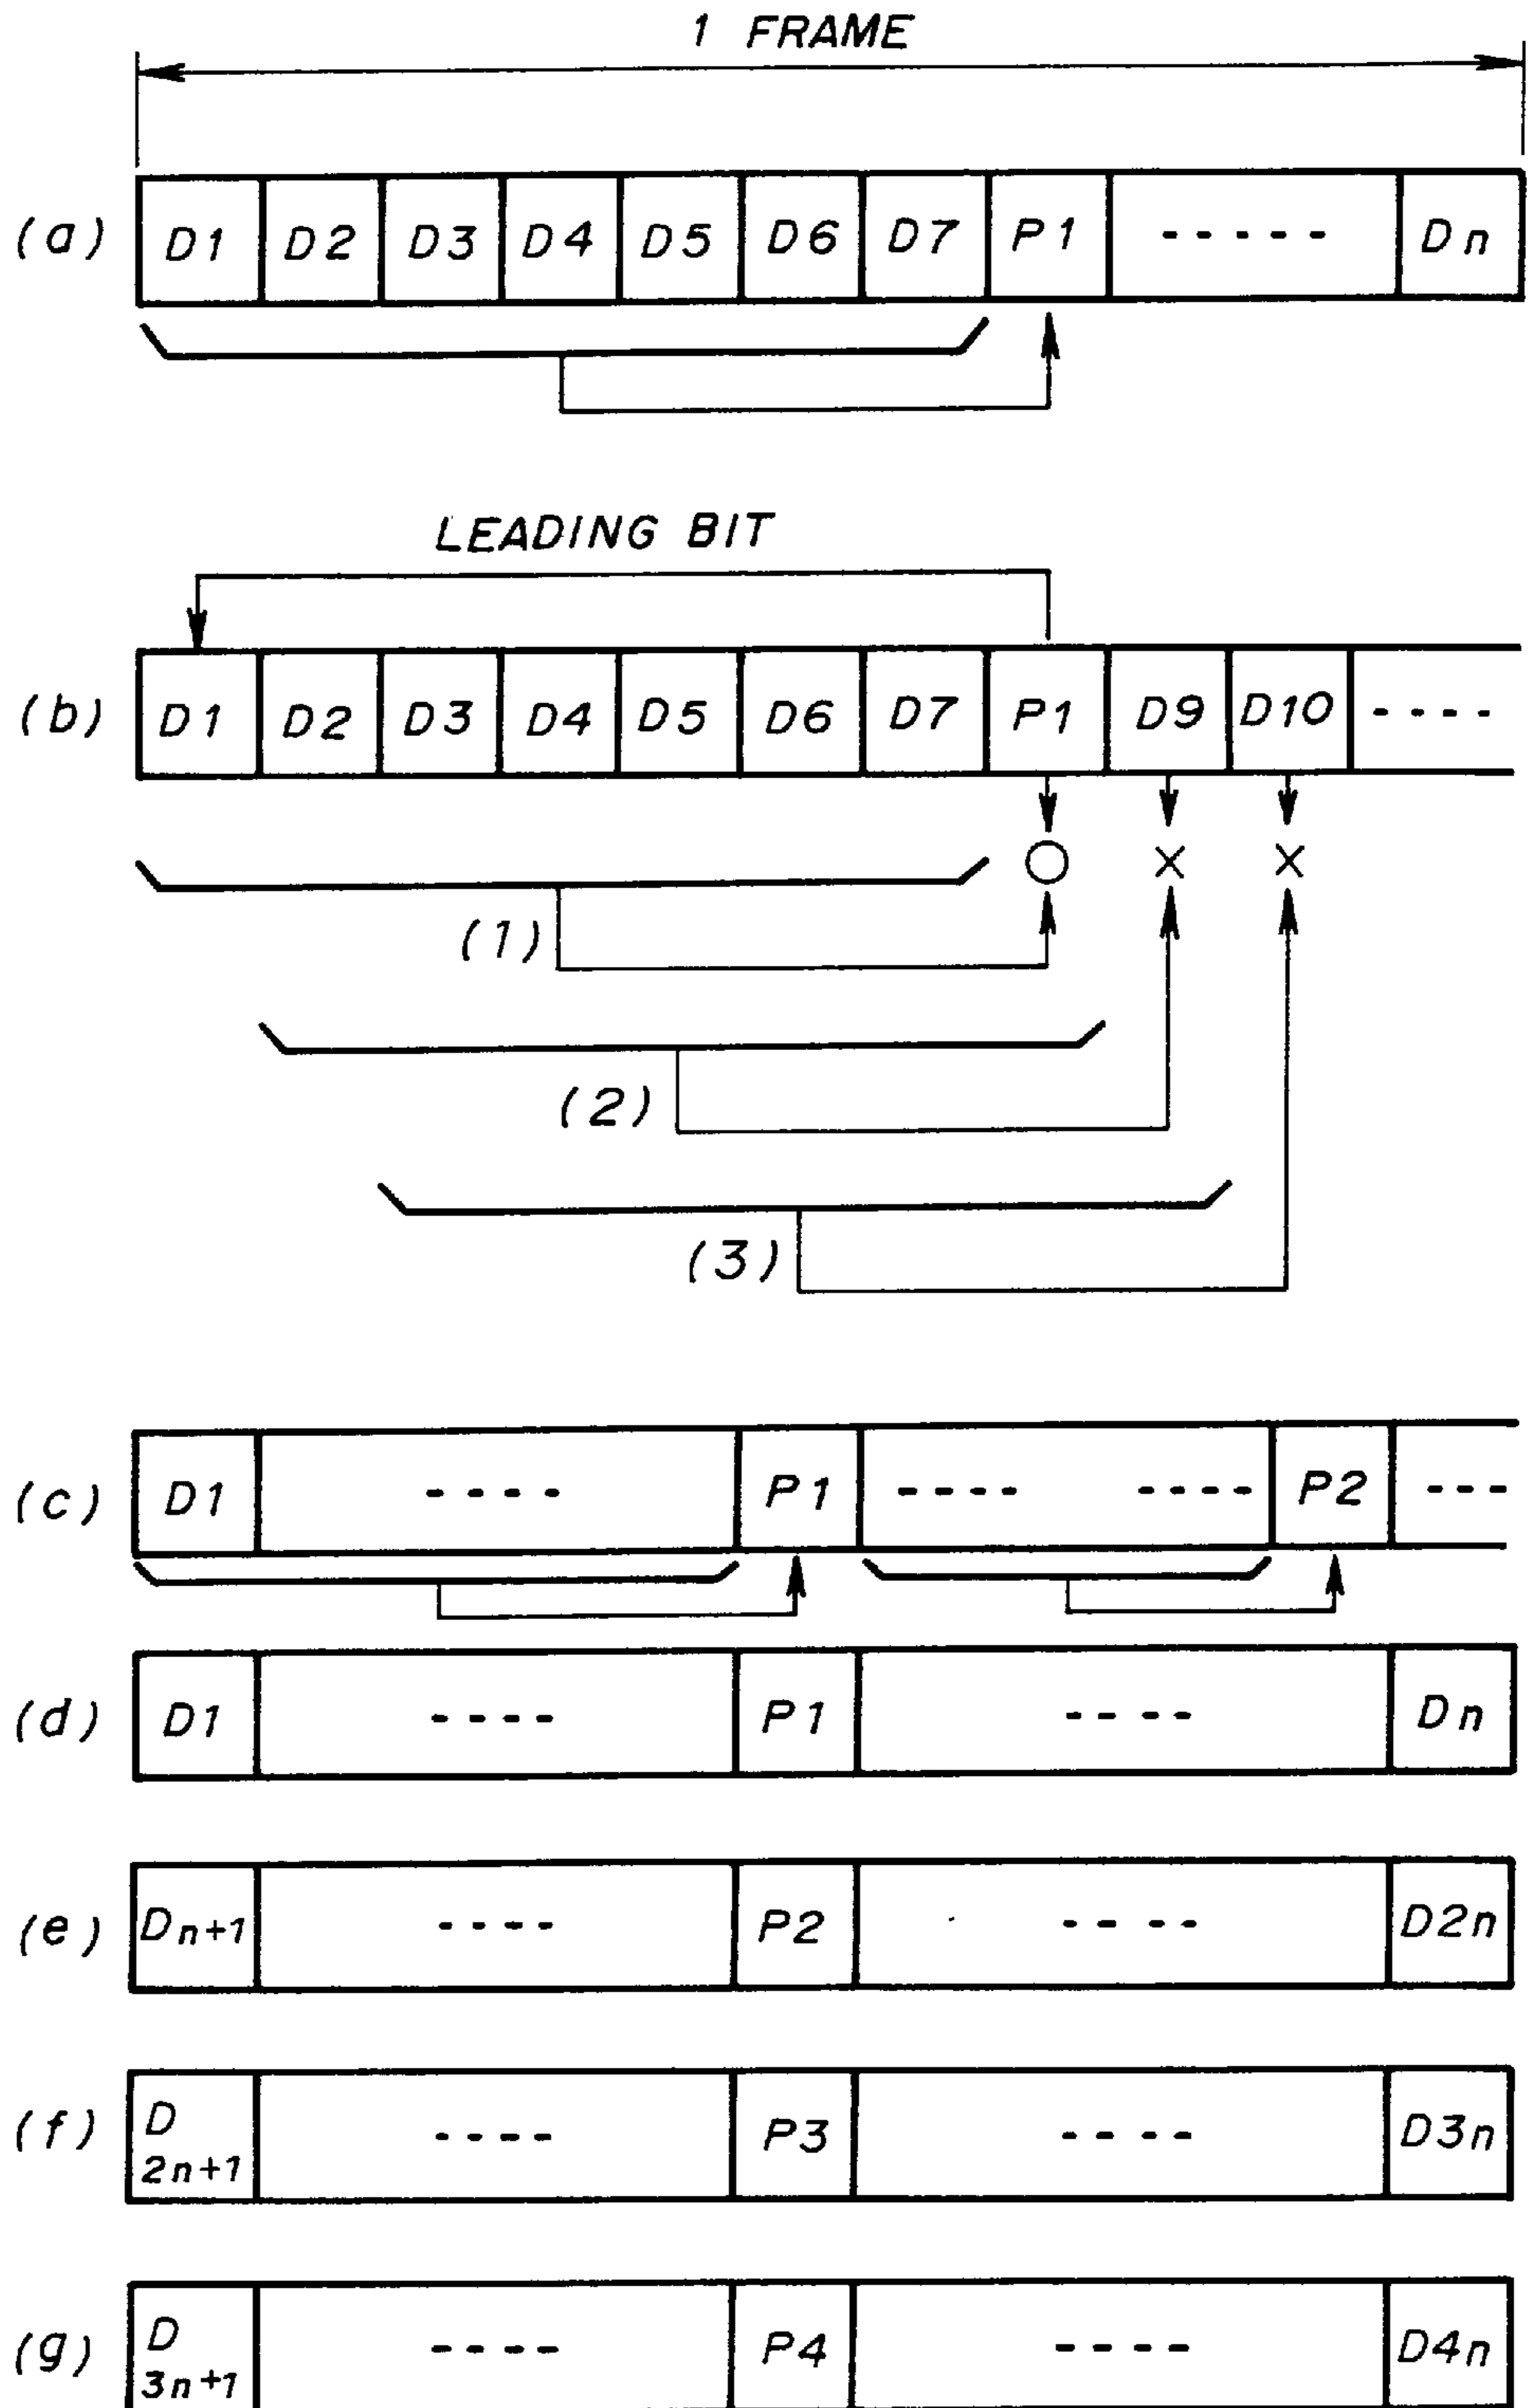 1 FRAME
(a) D1 D2 D3 D4 D5 D6 D7 P1 ----- Dn
LEADING BIT
(b) D1 D2 D3 D4 D5 D6 D7 P1 D9 D10 ----
○ × ×
(1)
(2)
(3)
(c) D1 ---- P1 ---- ---- P2 ---
(d) D1 ---- P1 ---- Dn
(e) Dn+1 ---- P2 ---- D2n
(f) D 2n+1 ---- P3 ---- D3n
(g) D 3n+1 ---- P4 ---- D4n